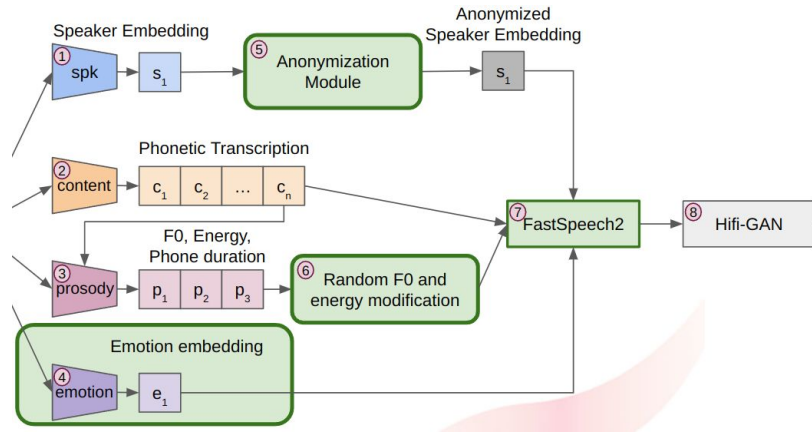 Speaker Embedding
Anonymized
Speaker Embedding
1
spk
s1
5
Anonymization
Module
s1
Phonetic Transcription
2
content
c1 c2 ... cn
F0, Energy,
Phone duration
3
prosody
p1 p2 p3
6
Random F0 and
energy modification
7
FastSpeech2
8
Hifi-GAN
Emotion embedding
4
emotion
e1